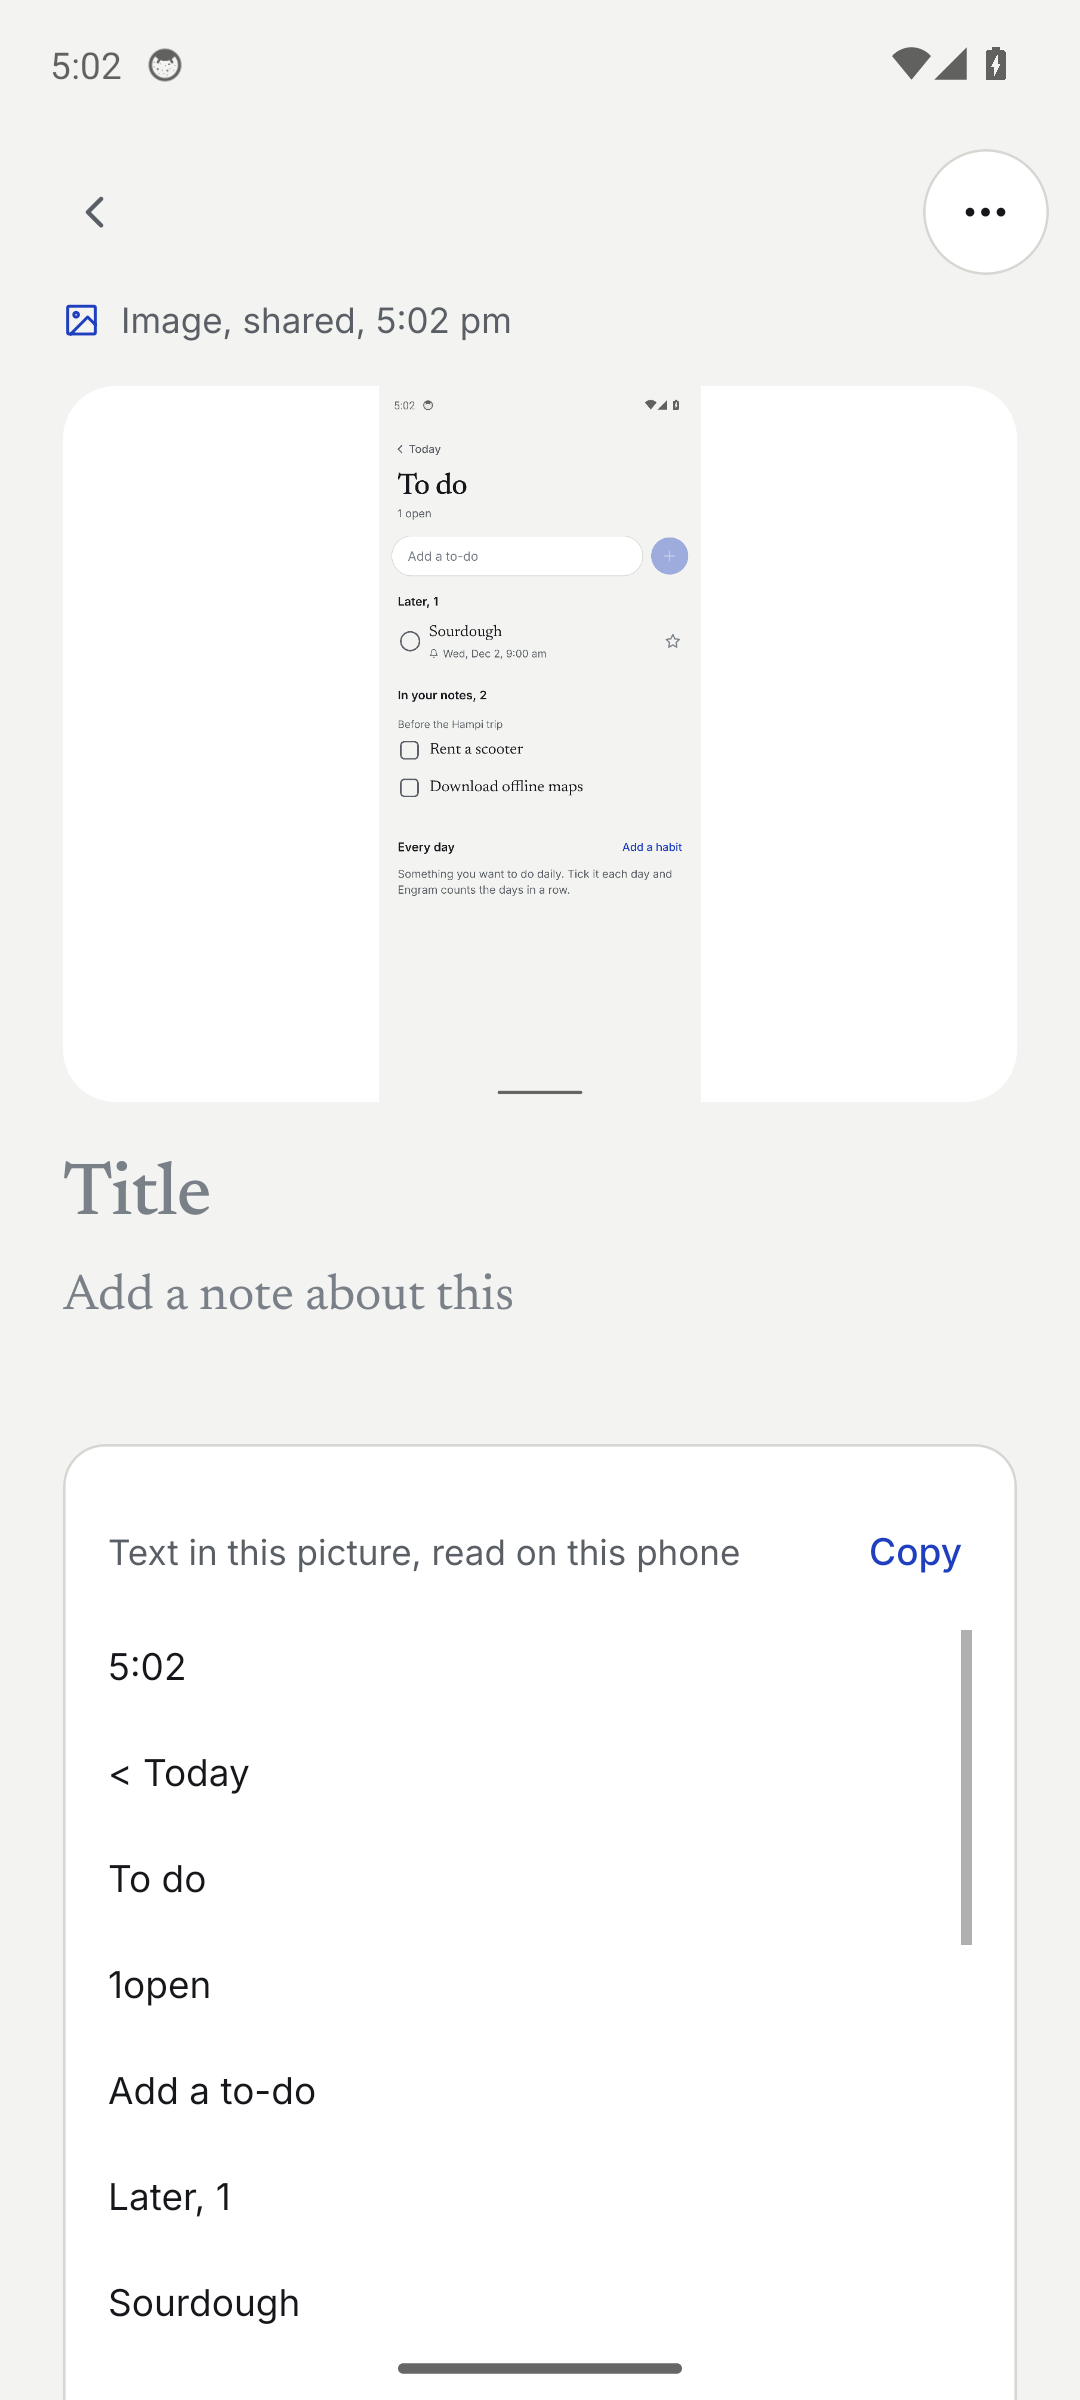 5:02
Image, shared, 5:02 pm
5:02
Today
To do
1 open
Add a to-do
Later, 1
Sourdough
Wed, Dec 2, 9:00 am
In your notes, 2
Before the Hampi trip
Rent a scooter
Download offline maps
Every day
Add a habit
Something you want to do daily. Tick it each day and
Engram counts the days in a row.
Title
Add a note about this
Text in this picture, read on this phone
Copy
5:02
< Today
To do
1open
Add a to-do
Later, 1
Sourdough